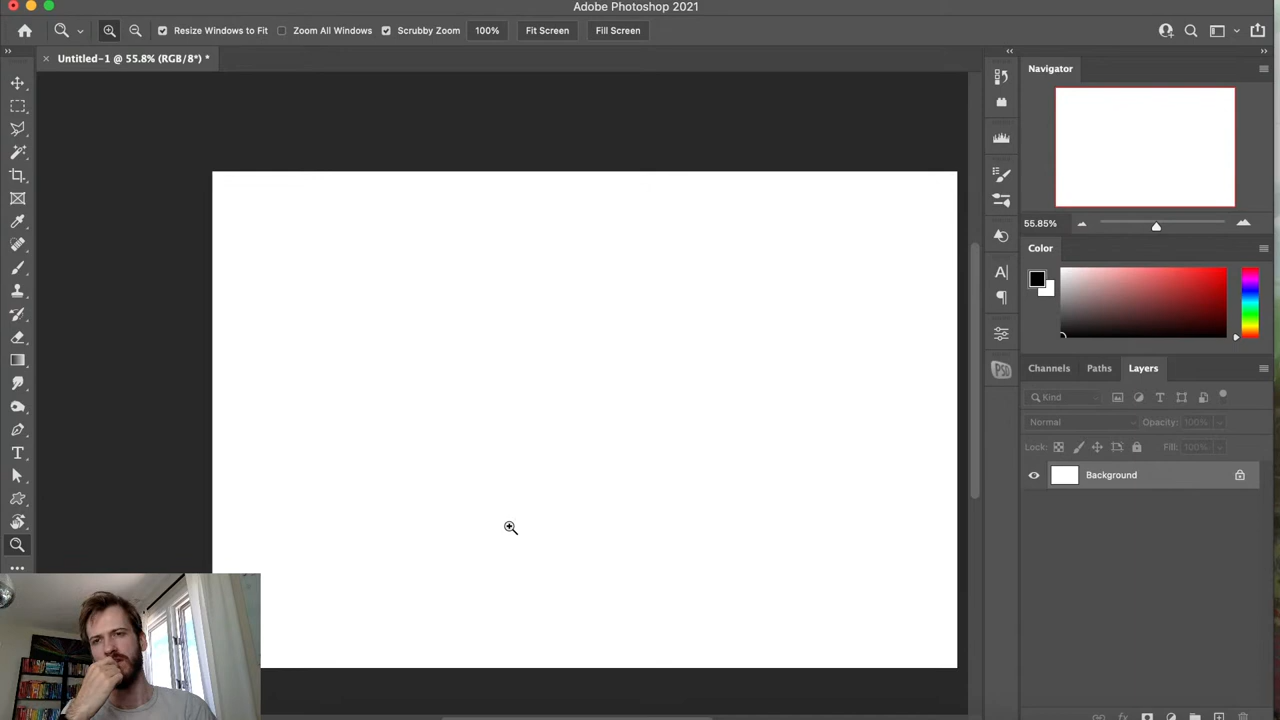 Adobe Photoshop 2021
Resize Windows to Fit
Zoom All Windows
Scrubby Zoom
100%
Fit Screen
Fill Screen
Untitled-1 @ 55.8% (RGB/8*) *
Navigator
55.85%
Color
Channels
Paths
Layers
Kind
Normal
Opacity: 100%
Lock:
Fill: 100%
Background